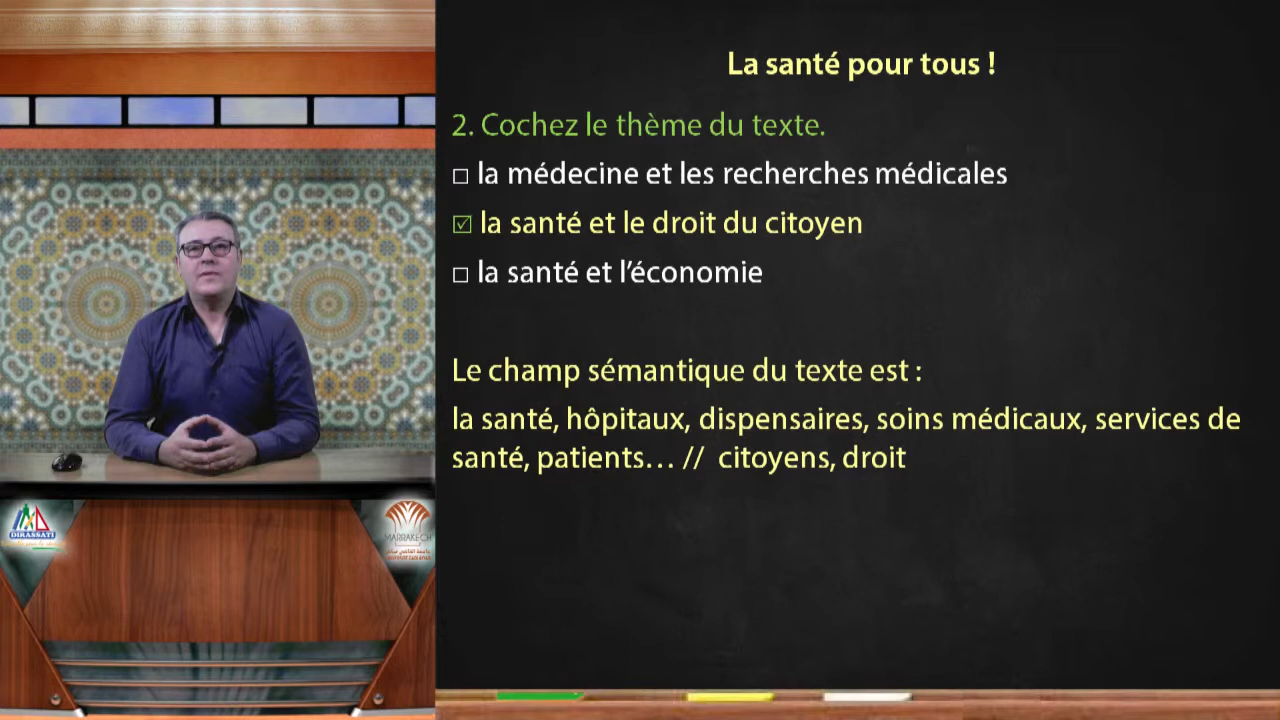 La santé pour tous !
2. Cochez le thème du texte.
□ la médecine et les recherches médicales
☑ la santé et le droit du citoyen
□ la santé et l’économie
Le champ sémantique du texte est :
la santé, hôpitaux, dispensaires, soins médicaux, services de
santé, patients… // citoyens, droit
DIRASSATI
MARRAKECH